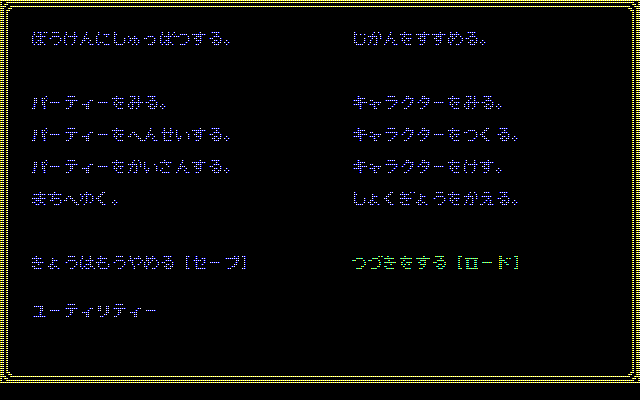 ぼうけんにしゅっぱつする。
じかんをすすめる。
パーティーをみる。
キャラクターをみる。
パーティーをへんせいする。
キャラクターをつくる。
パーティーをかいさんする。
キャラクターをけす。
まちへゆく。
しょくぎょうをかえる。
きょうはもうやめる [セーブ]
つづきをする [ロード]
ユーティリティー